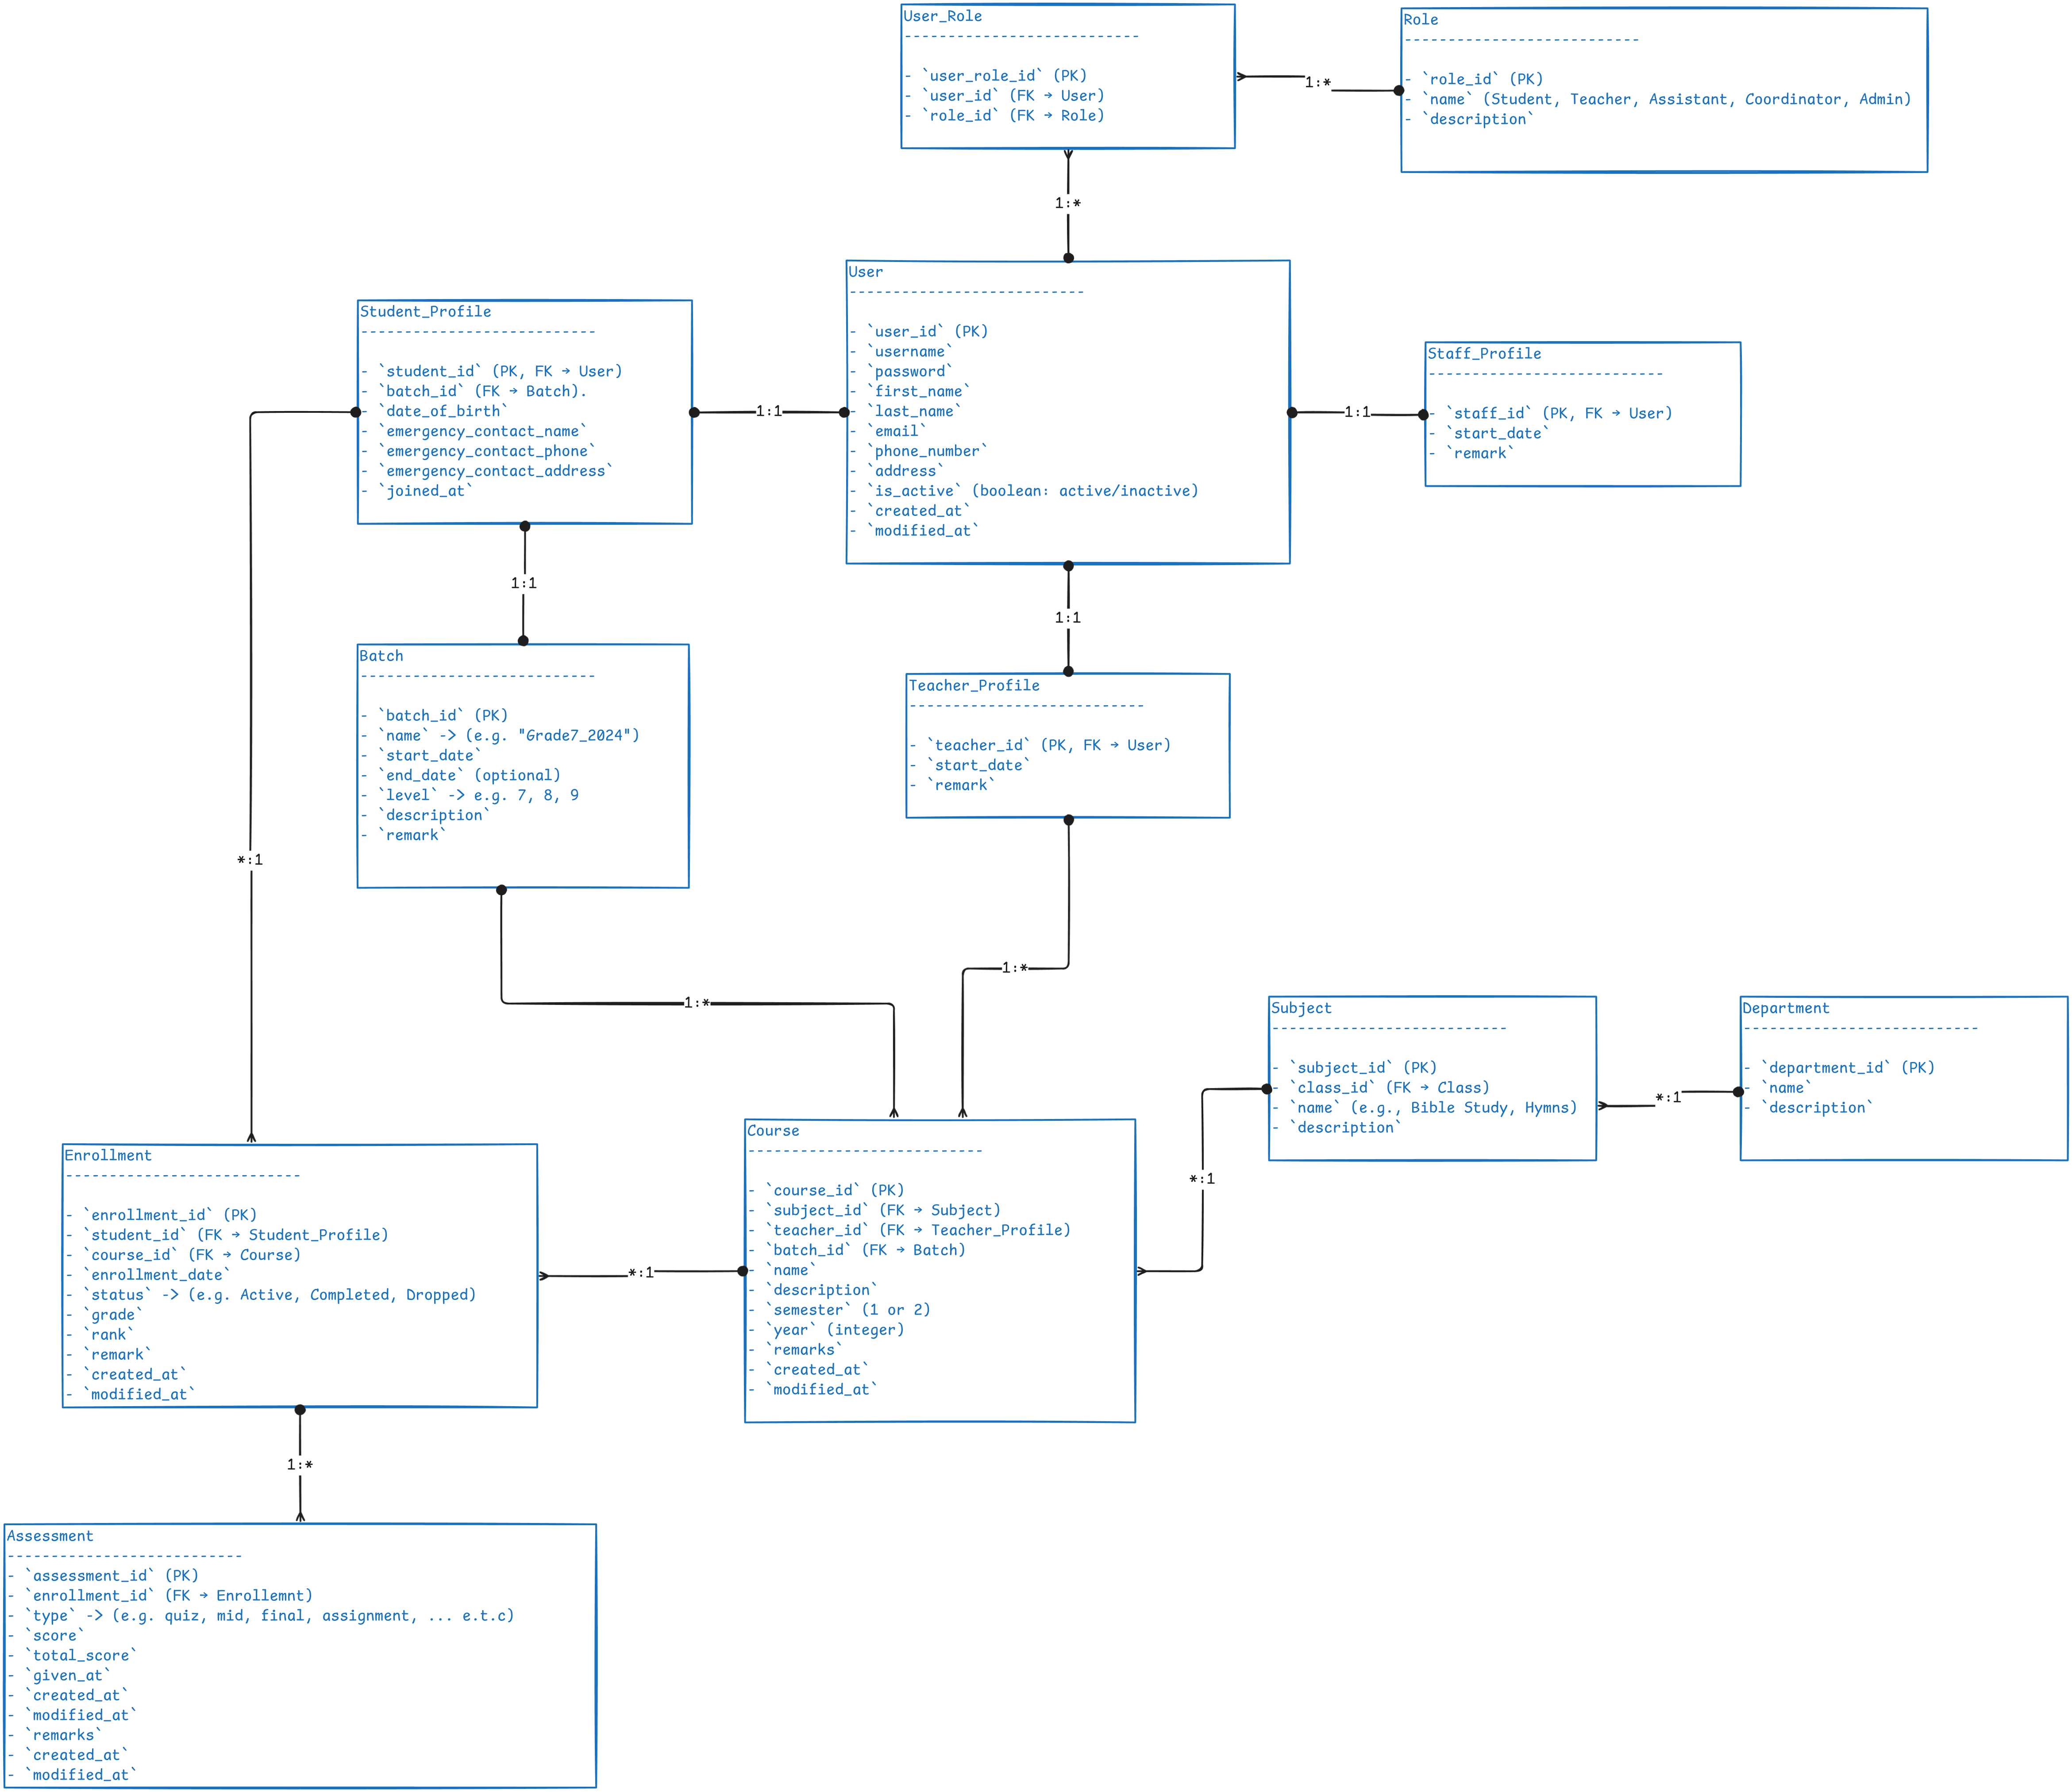 User_Role
---------------------------
- `user_role_id` (PK)
- `user_id` (FK → User)
- `role_id` (FK → Role)
1:*
Role
---------------------------
- `role_id` (PK)
- `name` (Student, Teacher, Assistant, Coordinator, Admin)
- `description`
1:*
User
---------------------------
- `user_id` (PK)
- `username`
- `password`
- `first_name`
- `last_name`
- `email`
- `phone_number`
- `address`
- `is_active` (boolean: active/inactive)
- `created_at`
- `modified_at`
Student_Profile
---------------------------
- `student_id` (PK, FK → User)
- `batch_id` (FK → Batch).
- `date_of_birth`
- `emergency_contact_name`
- `emergency_contact_phone`
- `emergency_contact_address`
- `joined_at`
1:1
Staff_Profile
---------------------------
- `staff_id` (PK, FK → User)
- `start_date`
- `remark`
1:1
1:1
1:1
Batch
---------------------------
- `batch_id` (PK)
- `name` -> (e.g. "Grade7_2024")
- `start_date`
- `end_date` (optional)
- `level` -> e.g. 7, 8, 9
- `description`
- `remark`
Teacher_Profile
---------------------------
- `teacher_id` (PK, FK → User)
- `start_date`
- `remark`
*:1
1:*
1:*
Subject
---------------------------
- `subject_id` (PK)
- `class_id` (FK → Class)
- `name` (e.g., Bible Study, Hymns)
- `description`
*:1
Department
---------------------------
- `department_id` (PK)
- `name`
- `description`
*:1
Enrollment
---------------------------
- `enrollment_id` (PK)
- `student_id` (FK → Student_Profile)
- `course_id` (FK → Course)
- `enrollment_date`
- `status` -> (e.g. Active, Completed, Dropped)
- `grade`
- `rank`
- `remark`
- `created_at`
- `modified_at`
*:1
Course
---------------------------
- `course_id` (PK)
- `subject_id` (FK → Subject)
- `teacher_id` (FK → Teacher_Profile)
- `batch_id` (FK → Batch)
- `name`
- `description`
- `semester` (1 or 2)
- `year` (integer)
- `remarks`
- `created_at`
- `modified_at`
1:*
Assessment
---------------------------
- `assessment_id` (PK)
- `enrollment_id` (FK → Enrollemnt)
- `type` -> (e.g. quiz, mid, final, assignment, ... e.t.c)
- `score`
- `total_score`
- `given_at`
- `created_at`
- `modified_at`
- `remarks`
- `created_at`
- `modified_at`